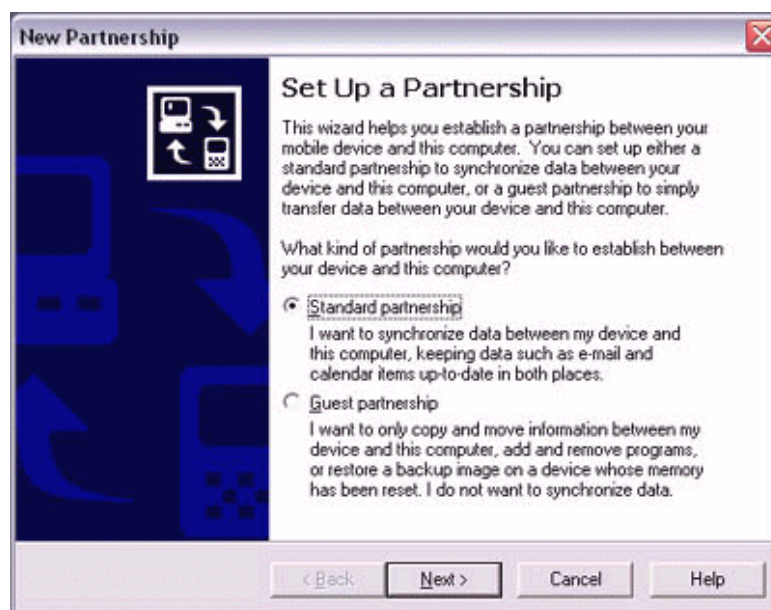 New Partnership
Set Up a Partnership
This wizard helps you establish a partnership between your
mobile device and this computer. You can set up either a
standard partnership to synchronize data between your
device and this computer, or a guest partnership to simply
transfer data between your device and this computer.
What kind of partnership would you like to establish between
your device and this computer?
Standard partnership
I want to synchronize data between my device and
this computer, keeping data such as e-mail and
calendar items up-to-date in both places.
Guest partnership
I want to only copy and move information between my
device and this computer, add and remove programs,
or restore a backup image on a device whose memory
has been reset. I do not want to synchronize data.
< Back Next > Cancel Help